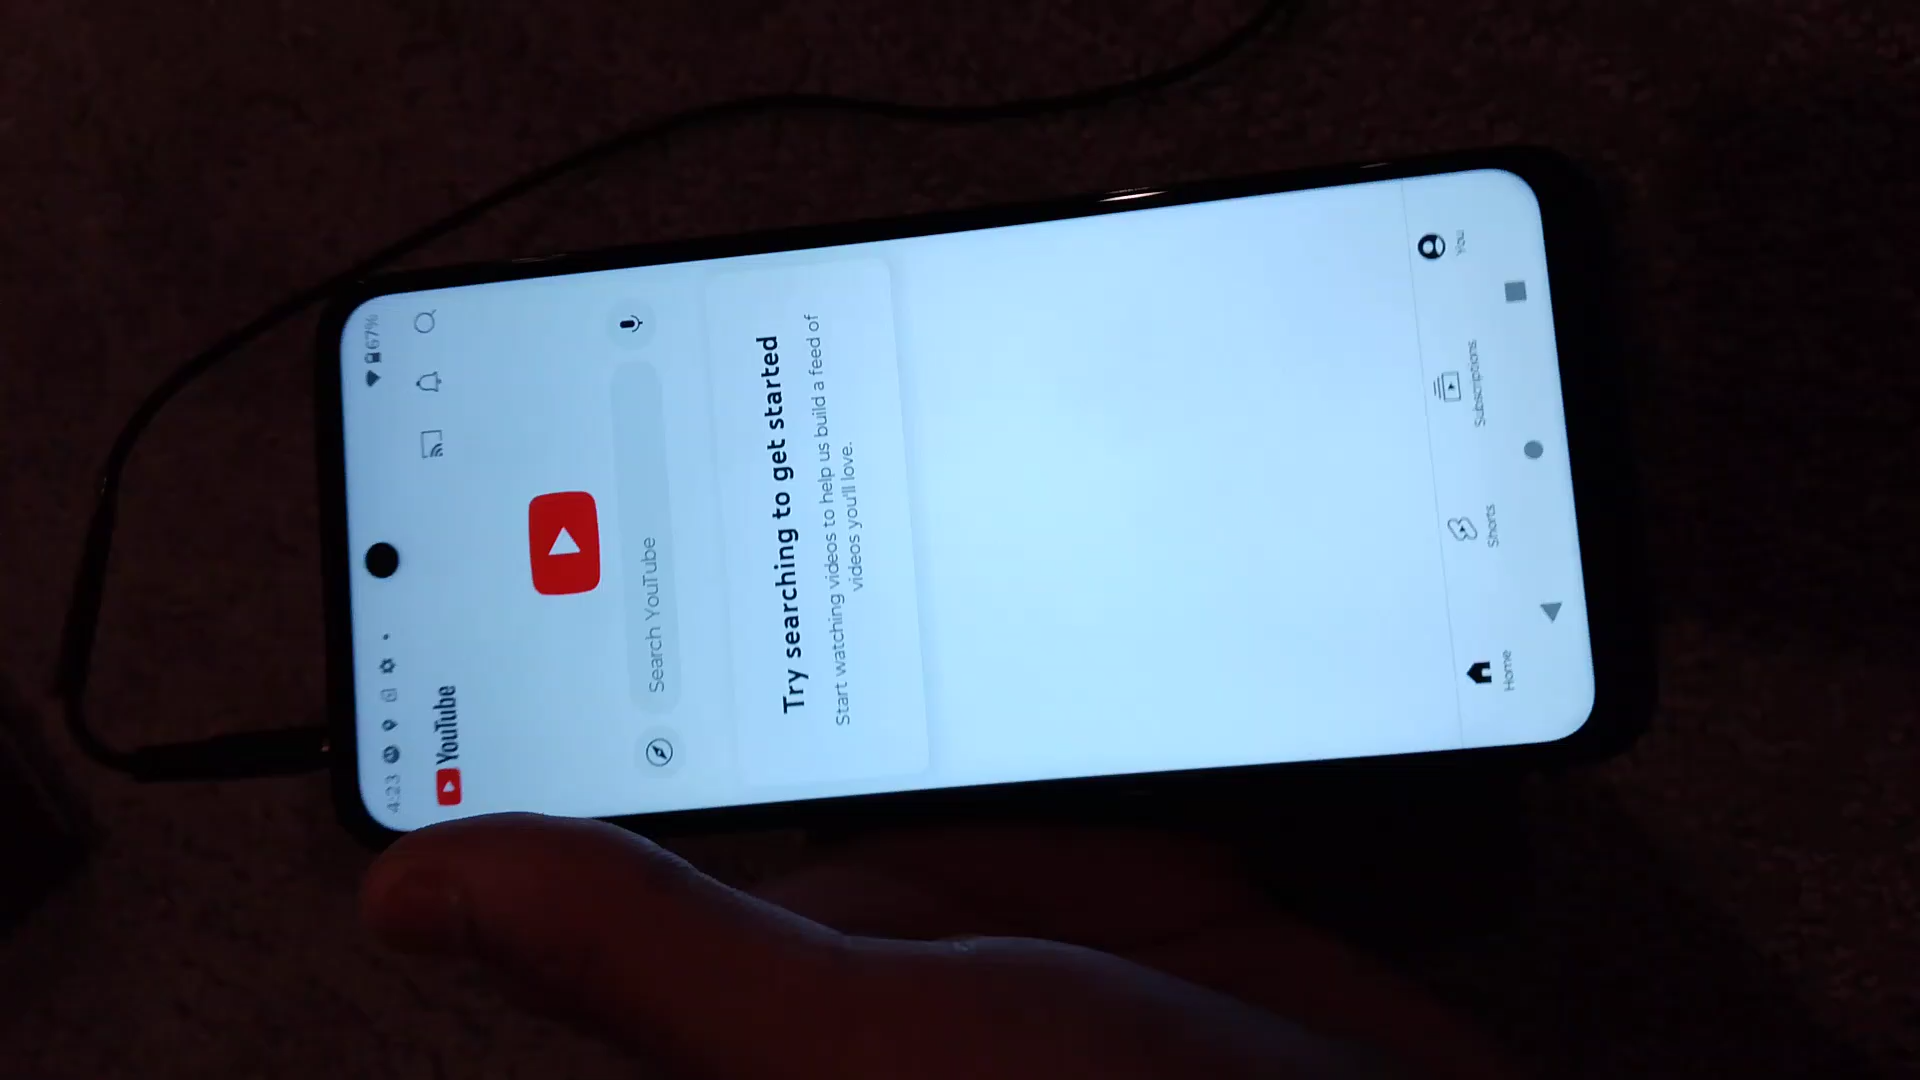 4:23
67%
YouTube
Search YouTube
Try searching to get started
Start watching videos to help us build a feed of
videos you'll love.
Home
Shorts
Subscriptions
You